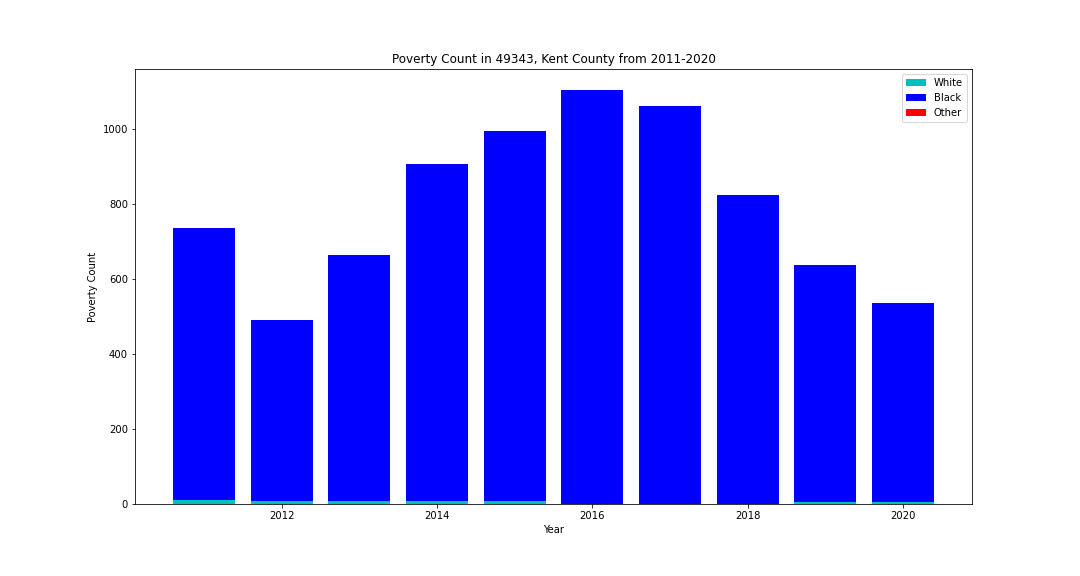 Poverty Count in 49343, Kent County from 2011-2020
White
Black
Other
1000
800
600
400
200
0
Poverty Count
2012
2014
2016
2018
2020
Year